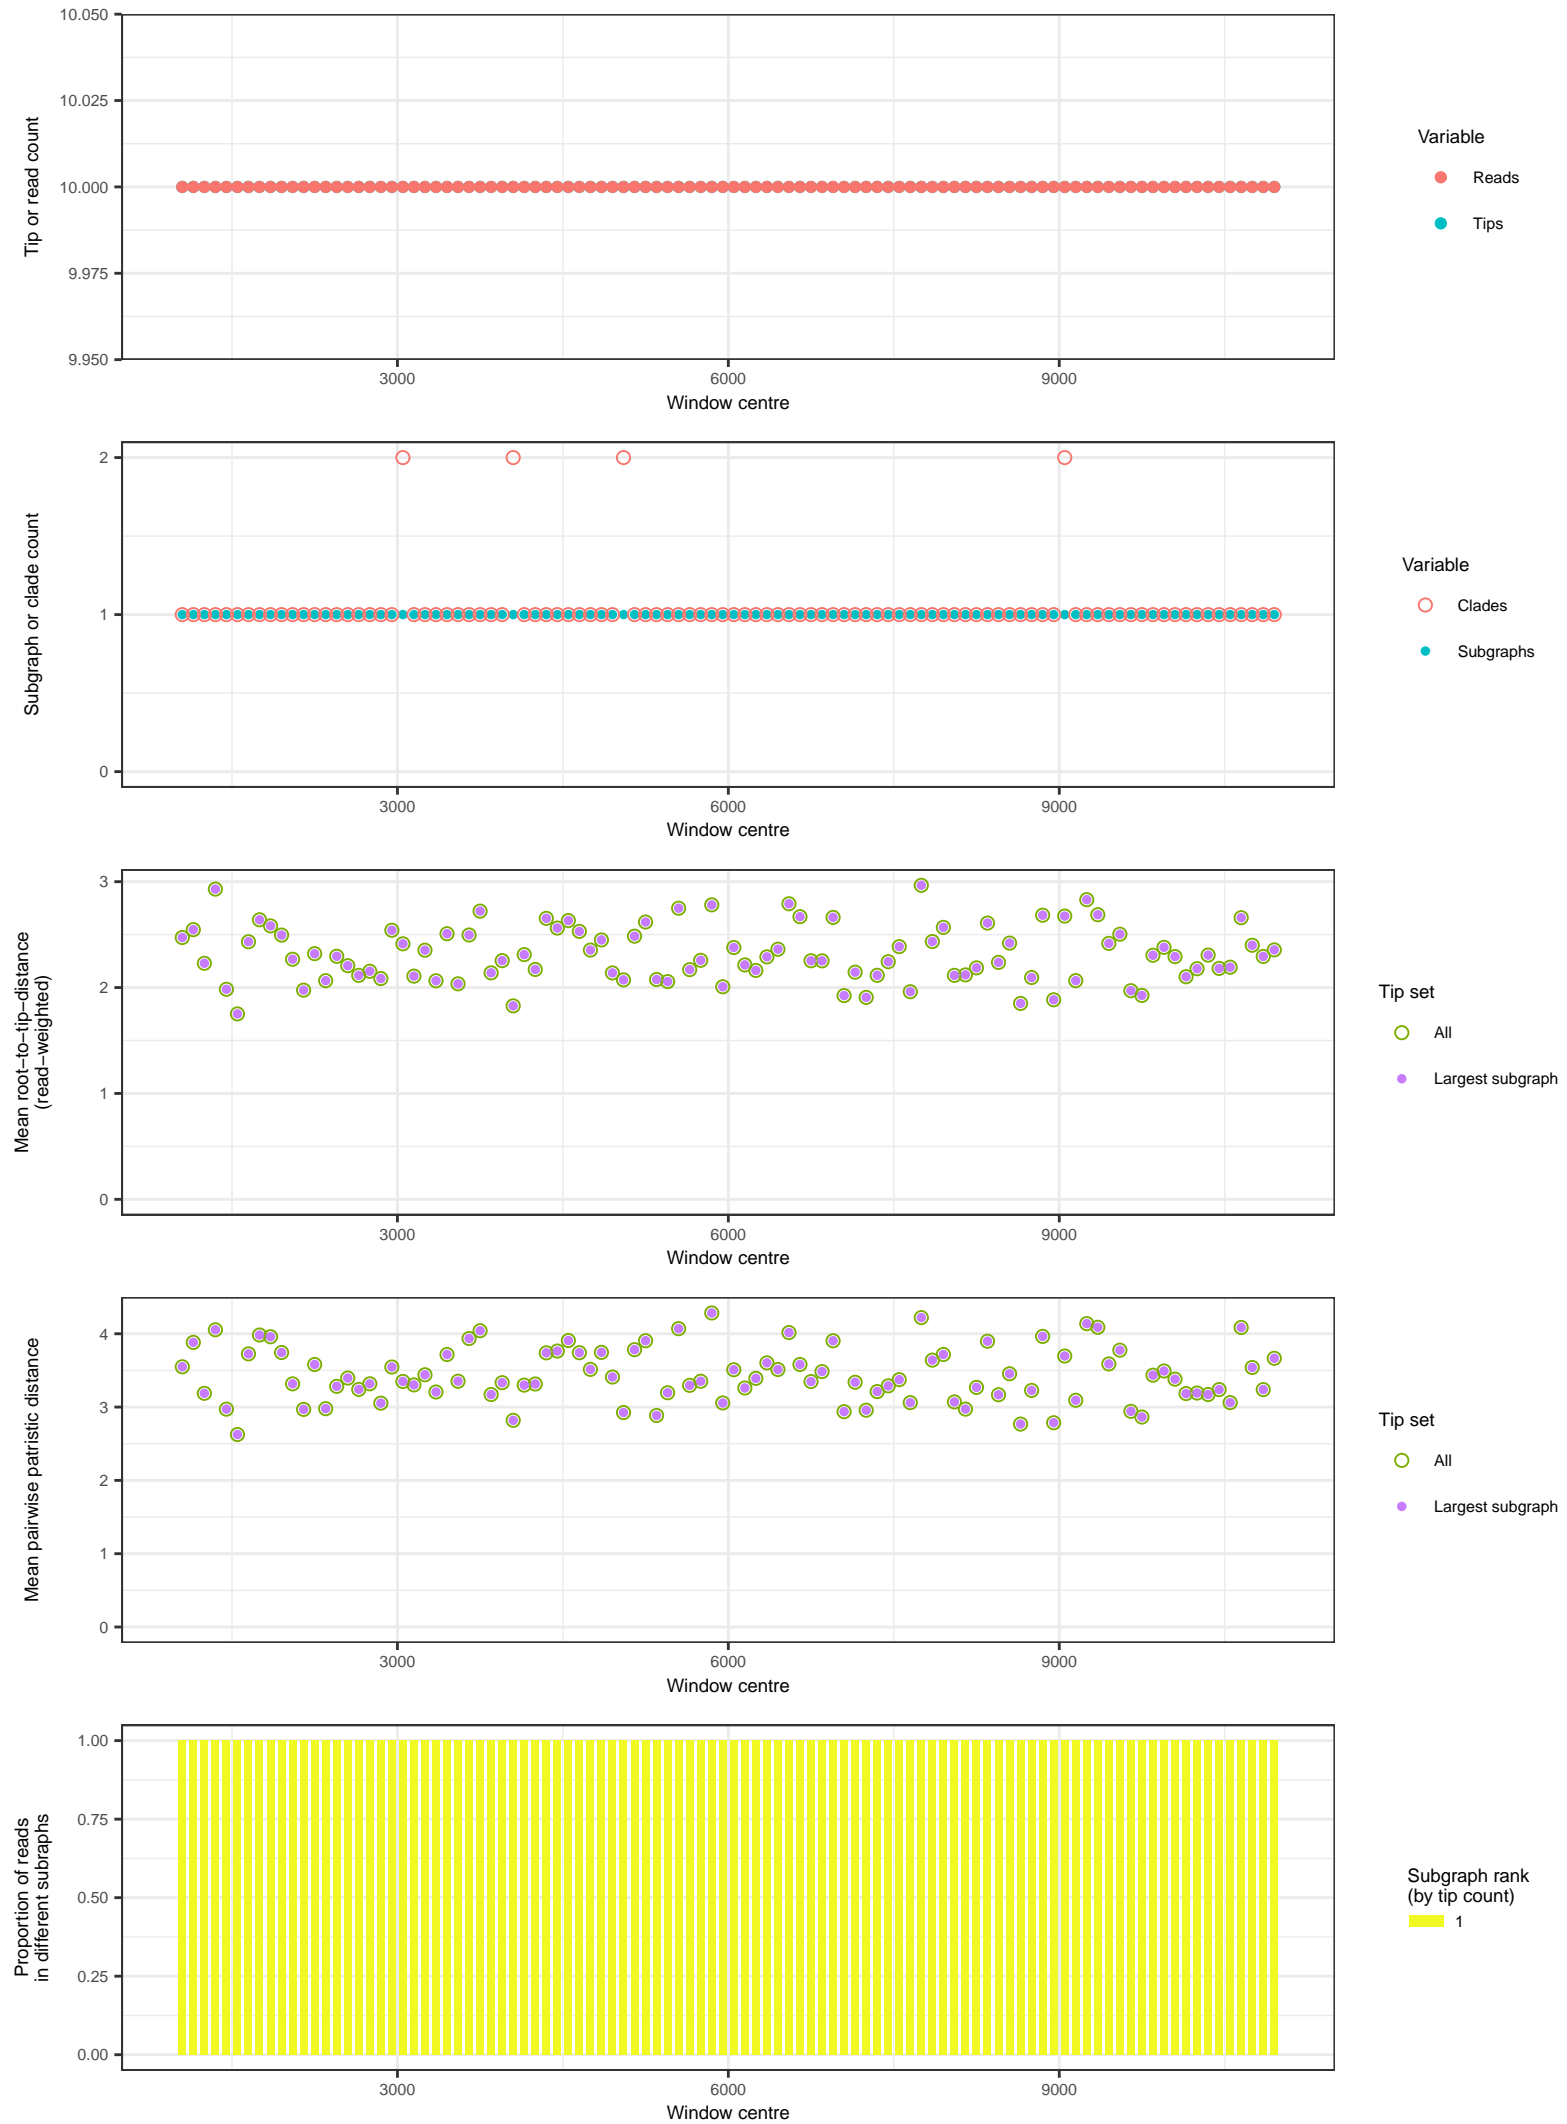 10.050
10.025
10.000
9.975
9.950
Tip or read count
3000
6000
9000
Window centre
Variable
Reads
Tips
2
1
0
Subgraph or clade count
3000
6000
9000
Window centre
Variable
Clades
Subgraphs
3
2
1
0
Mean root−to−tip−distance
(read−weighted)
3000
6000
9000
Window centre
Tip set
All
Largest subgraph
4
3
2
1
0
Mean pairwise patristic distance
3000
6000
9000
Window centre
Tip set
All
Largest subgraph
1.00
0.75
0.50
0.25
0.00
Proportion of reads
in different subraphs
3000
6000
9000
Window centre
Subgraph rank
(by tip count)
1